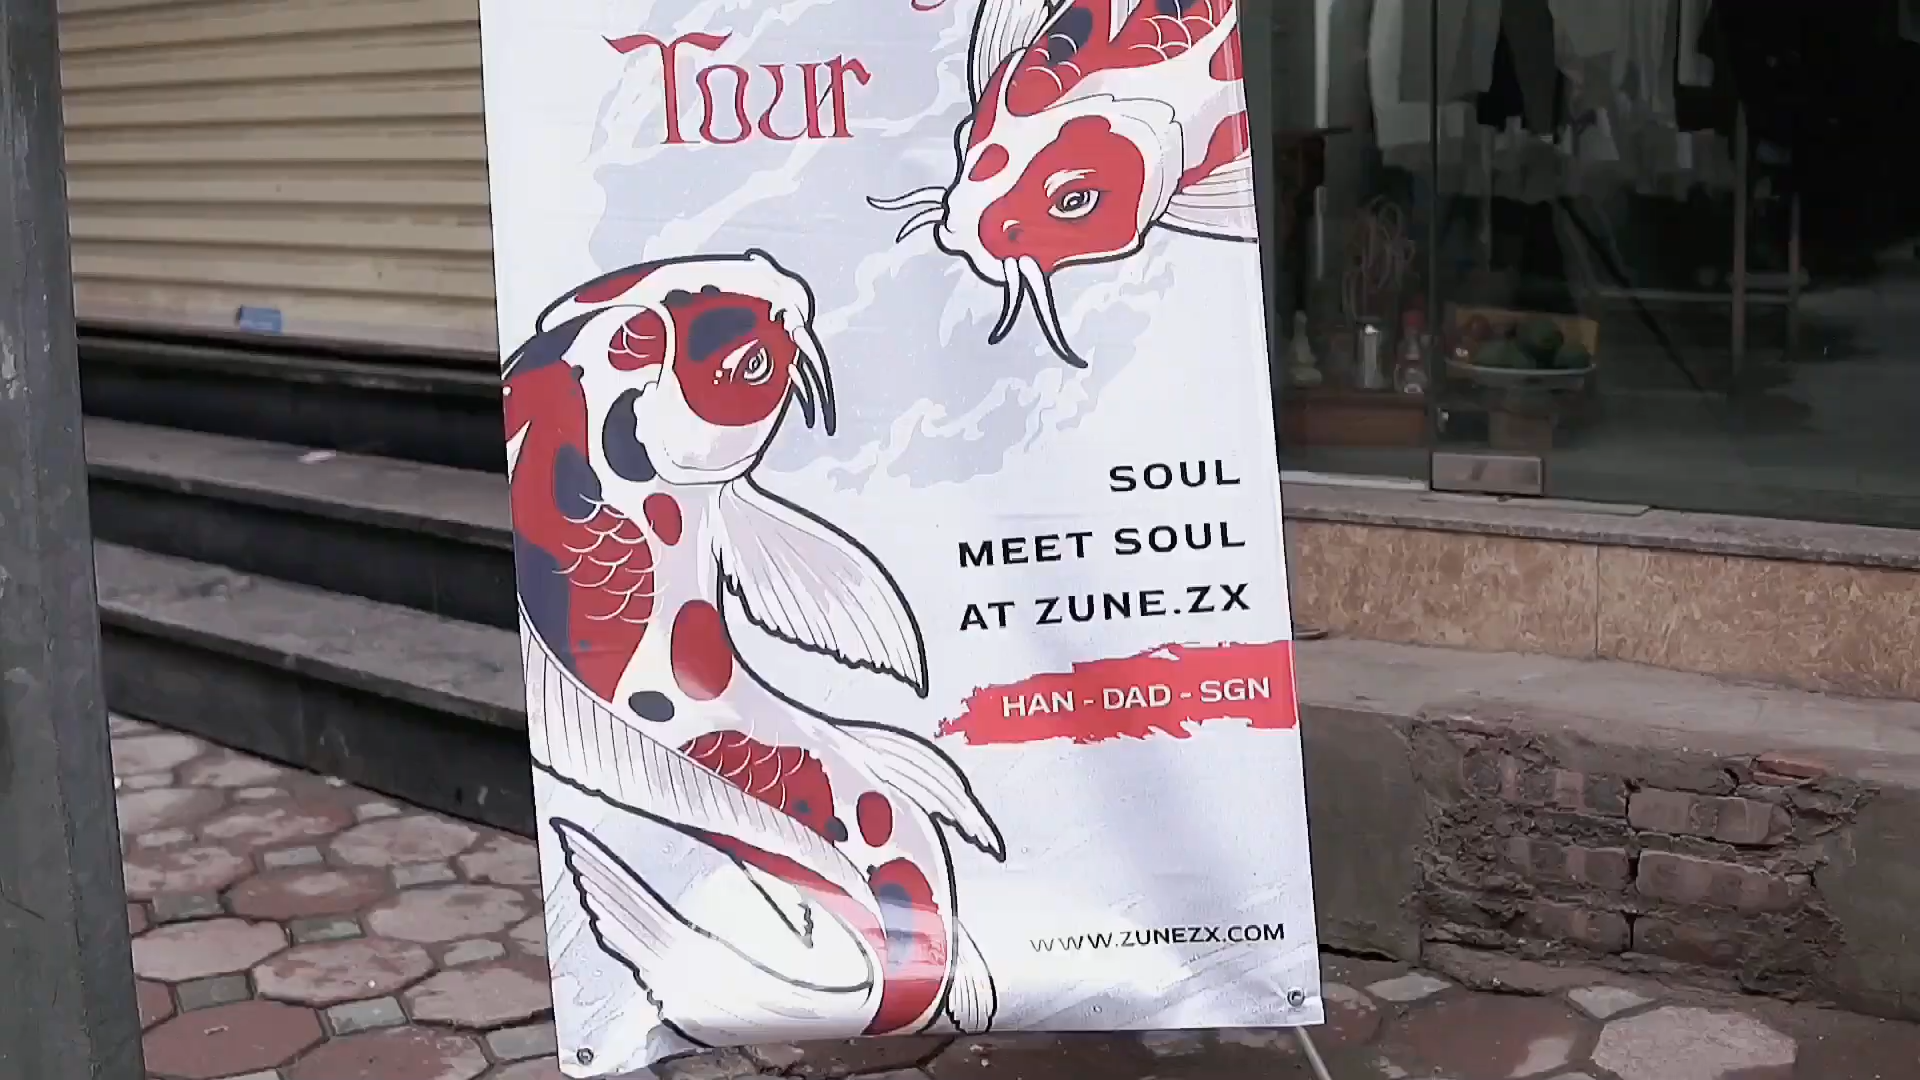 Tour
SOUL
MEET SOUL
AT ZUNE.ZX
HAN - DAD - SGN
WWW.ZUNEZX.COM